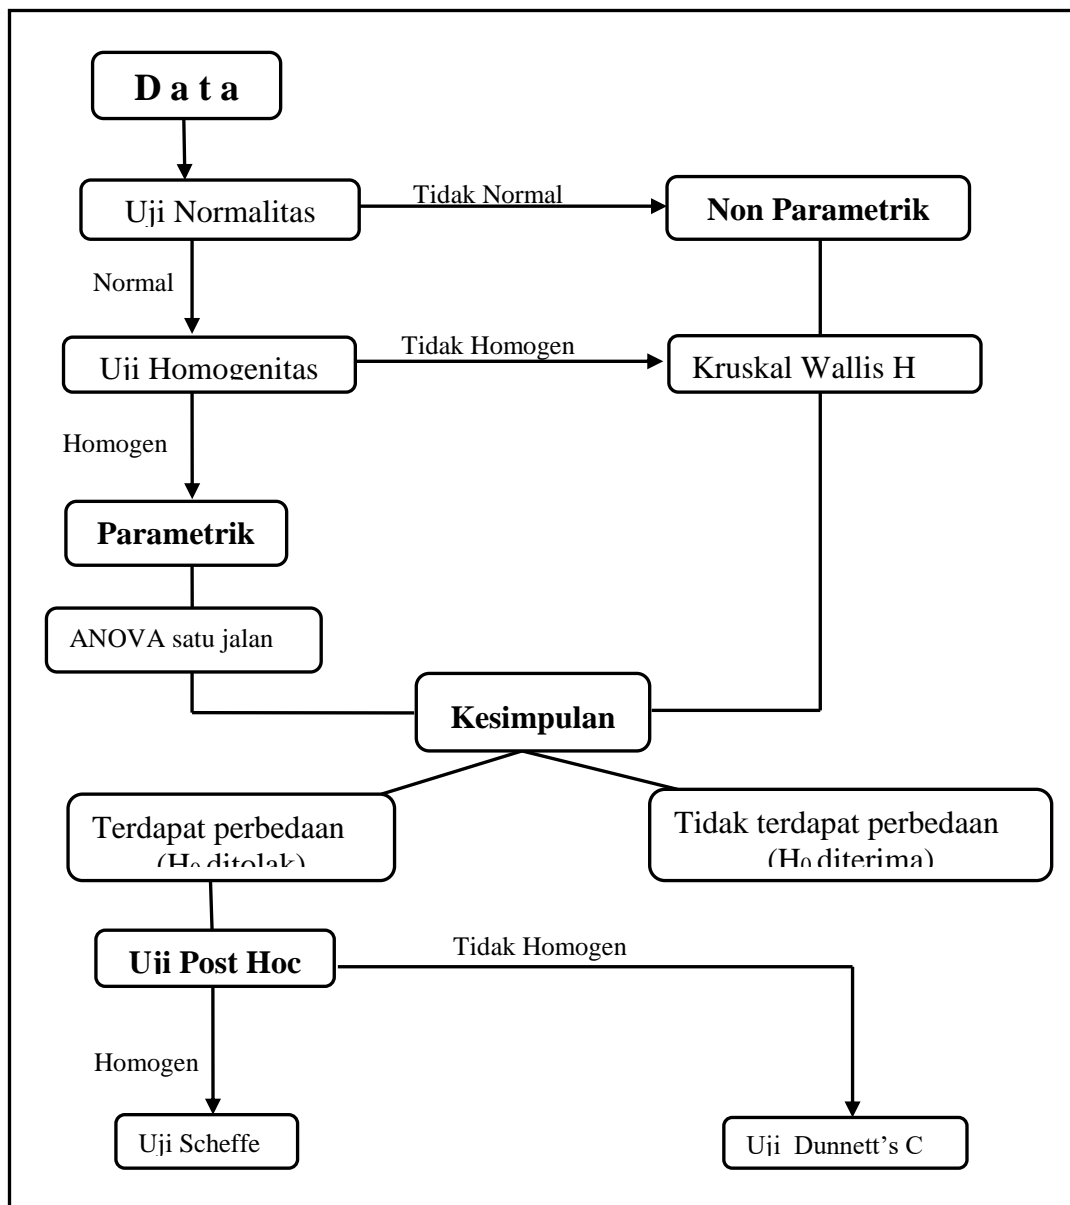 D a t a
Uji Normalitas
Tidak Normal
Non Parametrik
Normal
Uji Homogenitas
Tidak Homogen
Kruskal Wallis H
Homogen
Parametrik
ANOVA satu jalan
Kesimpulan
Terdapat perbedaan
(H0 ditolak)
Tidak terdapat perbedaan
(H0 diterima)
Uji Post Hoc
Tidak Homogen
Homogen
Uji Scheffe
Uji Dunnett’s C